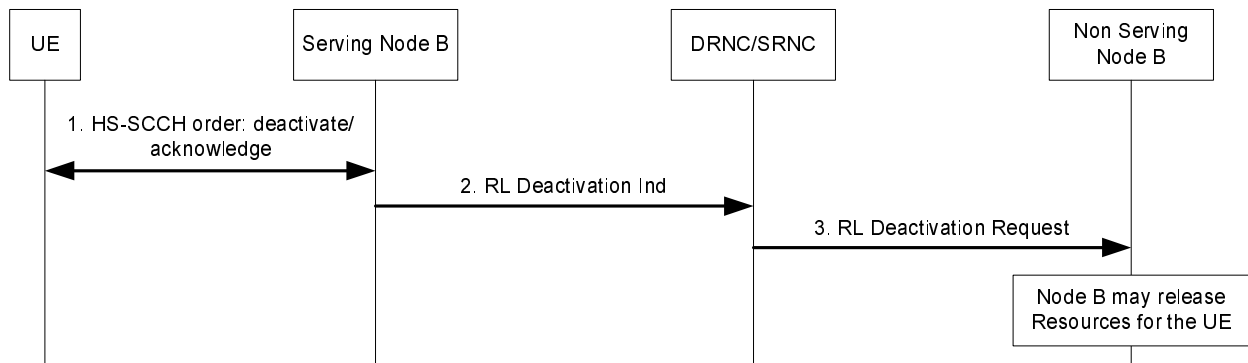 UE
Serving Node B
DRNC/SRNC
Non Serving
Node B
1. HS-SCCH order: deactivate/
acknowledge
2. RL Deactivation Ind
3. RL Deactivation Request
Node B may release
Resources for the UE